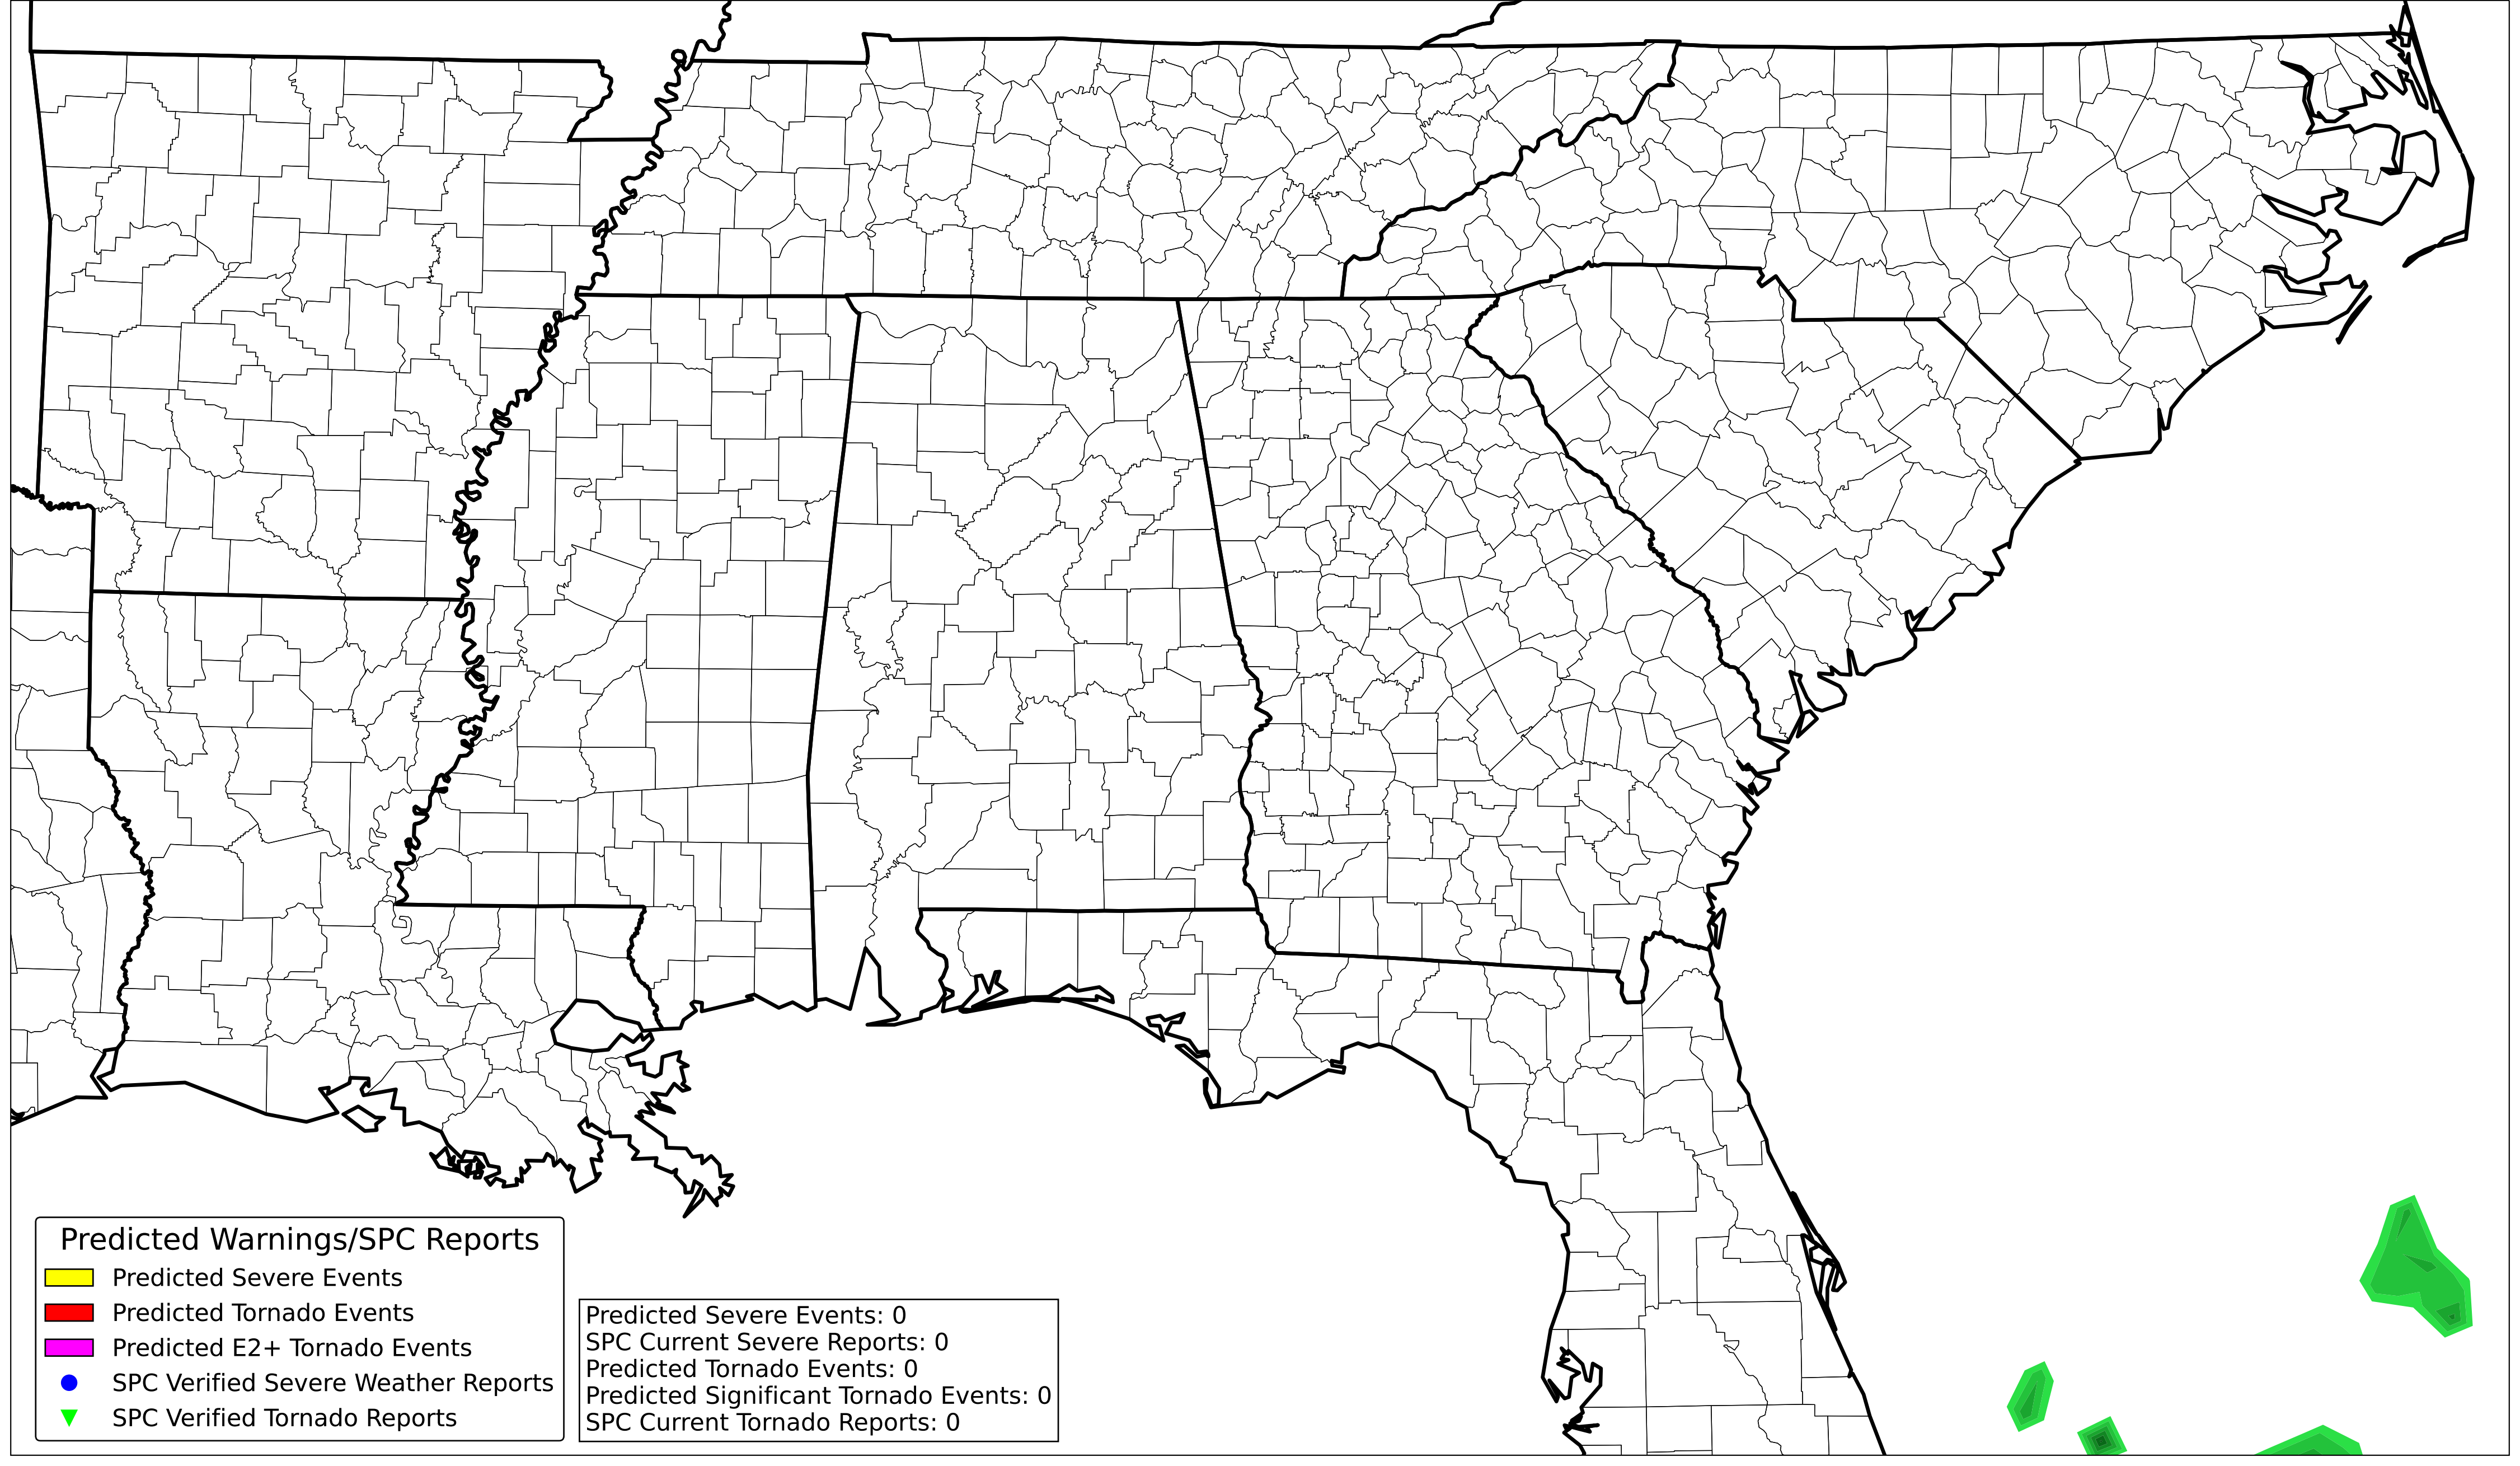 Predicted Warnings/SPC Reports
Predicted Severe Events
Predicted Tornado Events
Predicted E2+ Tornado Events
SPC Verified Severe Weather Reports
SPC Verified Tornado Reports
Predicted Severe Events: 0
SPC Current Severe Reports: 0
Predicted Tornado Events: 0
Predicted Significant Tornado Events: 0
SPC Current Tornado Reports: 0